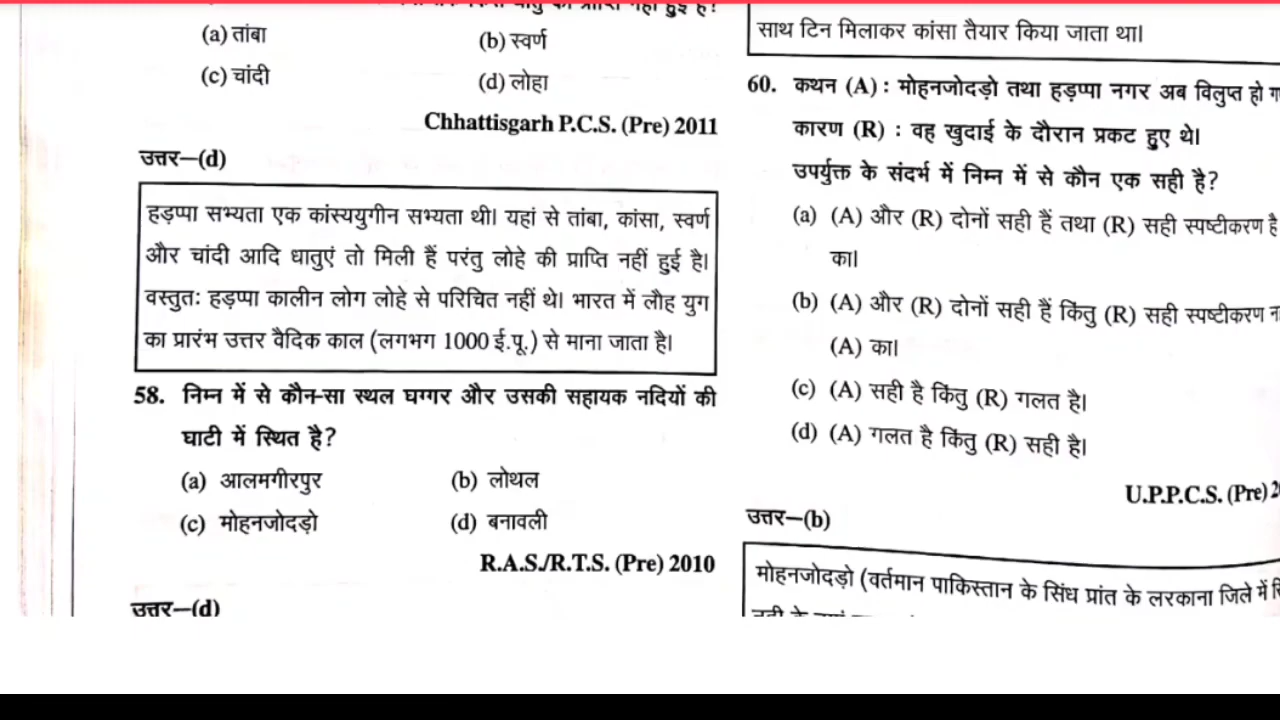 (a) तांबा
(b) स्वर्ण
(c) चांदी
(d) लोहा
Chhattisgarh P.C.S. (Pre) 2011
उत्तर—(d)
हड़प्पा सभ्यता एक कांस्ययुगीन सभ्यता थी। यहां से तांबा, कांसा, स्वर्ण
और चांदी आदि धातुएं तो मिली हैं परंतु लोहे की प्राप्ति नहीं हुई है।
वस्तुतः हड़प्पा कालीन लोग लोहे से परिचित नहीं थे। भारत में लौह युग
का प्रारंभ उत्तर वैदिक काल (लगभग 1000 ई.पू.) से माना जाता है।
58. निम्न में से कौन-सा स्थल घग्गर और उसकी सहायक नदियों की
घाटी में स्थित है?
(a) आलमगीरपुर
(b) लोथल
(c) मोहनजोदड़ो
(d) बनावली
R.A.S./R.T.S. (Pre) 2010
उत्तर—(d)
साथ टिन मिलाकर कांसा तैयार किया जाता था।
60. कथन (A) : मोहनजोदड़ो तथा हड़प्पा नगर अब विलुप्त हो
कारण (R) : वह खुदाई के दौरान प्रकट हुए थे।
उपर्युक्त के संदर्भ में निम्न में से कौन एक सही है?
(a) (A) और (R) दोनों सही हैं तथा (R) सही स्पष्टीकरण है
का।
(b) (A) और (R) दोनों सही हैं किंतु (R) सही स्पष्टीकरण
(A) का।
(c) (A) सही है किंतु (R) गलत है।
(d) (A) गलत है किंतु (R) सही है।
U.P.P.C.S. (Pre)
उत्तर—(b)
मोहनजोदड़ो (वर्तमान पाकिस्तान के सिंध प्रांत के लरकाना जिले में